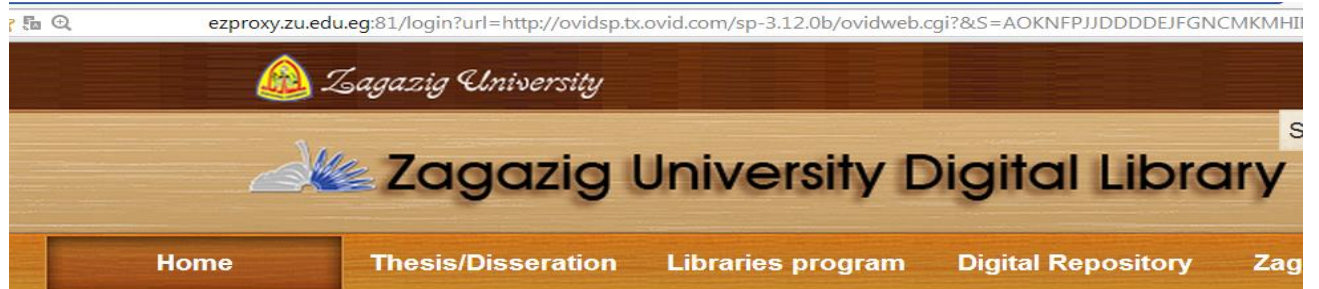 ezproxy.zu.edu.eg:81/login?url=http://ovidsp.tx.ovid.com/sp-3.12.0b/ovidweb.cgi?&S=AOKNFPJJDDDDEJFGNCMKMHI
Zagazig University
S
Zagazig University Digital Library
Home Thesis/Disseration Libraries program Digital Repository Zag